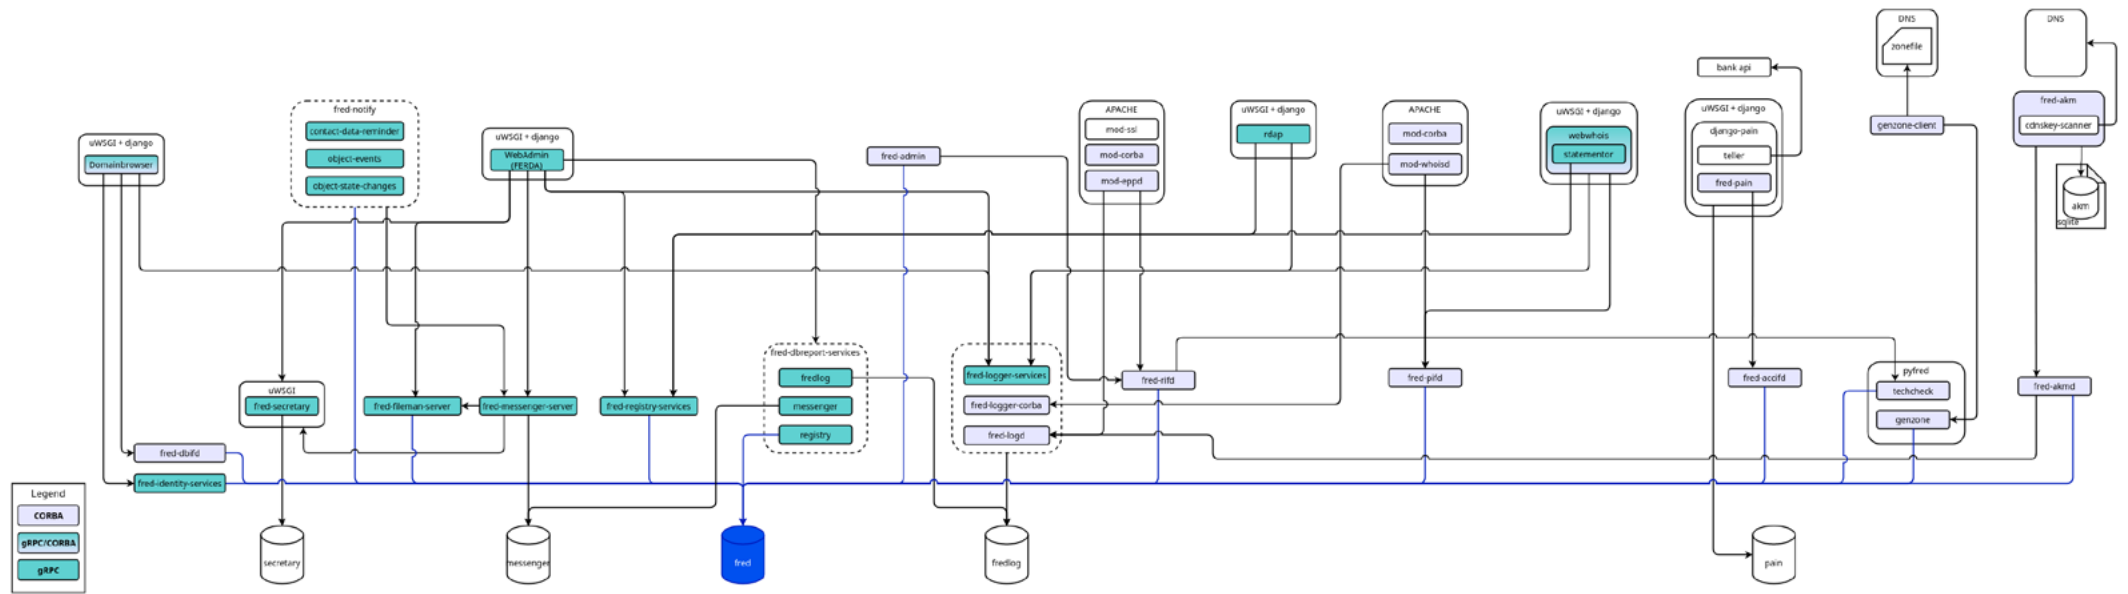 DNS
zonefile
DNS
bank api
fred-akm
cdnskey-scanner
genzone-client
akm
sqlite
uWSGI + django
Domainbrowser
fred-notify
contact-data-reminder
object-events
object-state-changes
uWSGI + django
WebAdmin
(FERDA)
fred-admin
APACHE
mod-ssl
mod-corba
mod-eppd
uWSGI + django
rdap
APACHE
mod-corba
mod-whoisd
uWSGI + django
webwhois
statementor
uWSGI + django
django-pain
teller
fred-pain
uWSGI
fred-secretary
fred-fileman-server
fred-messenger-server
fred-registry-services
fred-dbreport-services
fredlog
messenger
registry
fred-logger-services
fred-logger-corba
fred-logd
fred-rifd
fred-pifd
fred-accifd
pyfred
techcheck
genzone
fred-akmd
fred-dbifd
fred-identity-services
Legend
CORBA
gRPC/CORBA
gRPC
secretary
messenger
fred
fredlog
pain